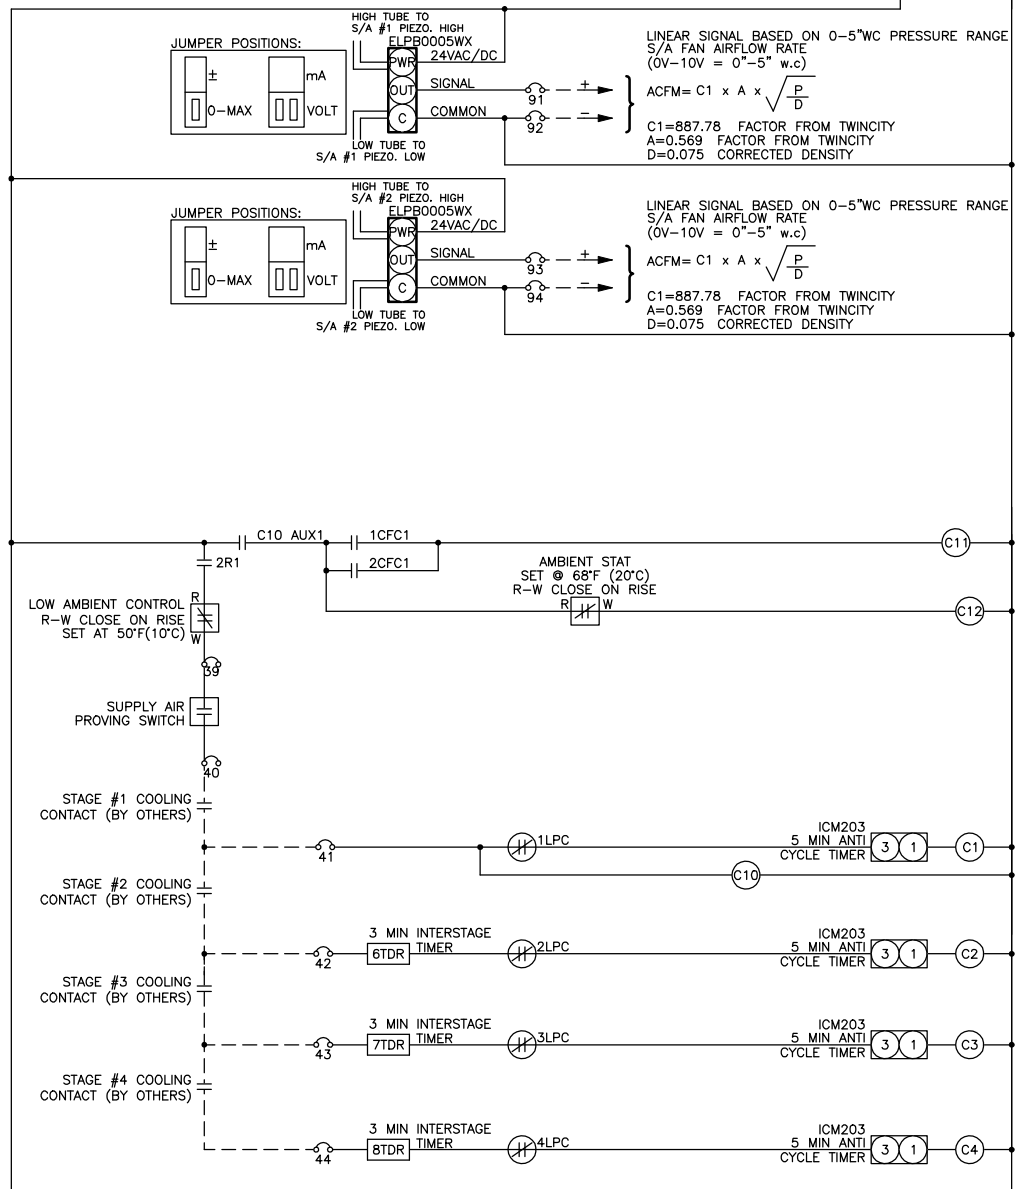 HIGH TUBE TO
S/A #1 PIEZO. HIGH
JUMPER POSITIONS:
ELPB0005WX
PWR
24VAC/DC
±
mA
OUT
SIGNAL
0-MAX
VOLT
C
COMMON
91
+
92
−
LOW TUBE TO
S/A #1 PIEZO. LOW
LINEAR SIGNAL BASED ON 0-5"WC PRESSURE RANGE
S/A FAN AIRFLOW RATE
(0V-10V = 0"-5" w.c)
ACFM= C1 x A x √ P
D
C1=887.78 FACTOR FROM TWINCITY
A=0.569 FACTOR FROM TWINCITY
D=0.075 CORRECTED DENSITY
HIGH TUBE TO
S/A #2 PIEZO. HIGH
JUMPER POSITIONS:
ELPB0005WX
PWR
24VAC/DC
±
mA
OUT
SIGNAL
0-MAX
VOLT
C
COMMON
93
+
94
−
LOW TUBE TO
S/A #2 PIEZO. LOW
LINEAR SIGNAL BASED ON 0-5"WC PRESSURE RANGE
S/A FAN AIRFLOW RATE
(0V-10V = 0"-5" w.c)
ACFM= C1 x A x √ P
D
C1=887.78 FACTOR FROM TWINCITY
A=0.569 FACTOR FROM TWINCITY
D=0.075 CORRECTED DENSITY
C10 AUX1
1CFC1
C11
2R1
2CFC1
AMBIENT STAT
SET @ 68°F (20°C)
R-W CLOSE ON RISE
R
W
C12
LOW AMBIENT CONTROL
R-W CLOSE ON RISE
SET AT 50°F(10°C)
R
W
39
SUPPLY AIR
PROVING SWITCH
40
STAGE #1 COOLING
CONTACT (BY OTHERS)
41
1LPC
ICM203
5 MIN ANTI
CYCLE TIMER
3
1
C1
C10
STAGE #2 COOLING
CONTACT (BY OTHERS)
42
3 MIN INTERSTAGE
TIMER
6TDR
2LPC
ICM203
5 MIN ANTI
CYCLE TIMER
3
1
C2
STAGE #3 COOLING
CONTACT (BY OTHERS)
43
3 MIN INTERSTAGE
TIMER
7TDR
3LPC
ICM203
5 MIN ANTI
CYCLE TIMER
3
1
C3
STAGE #4 COOLING
CONTACT (BY OTHERS)
44
3 MIN INTERSTAGE
TIMER
8TDR
4LPC
ICM203
5 MIN ANTI
CYCLE TIMER
3
1
C4